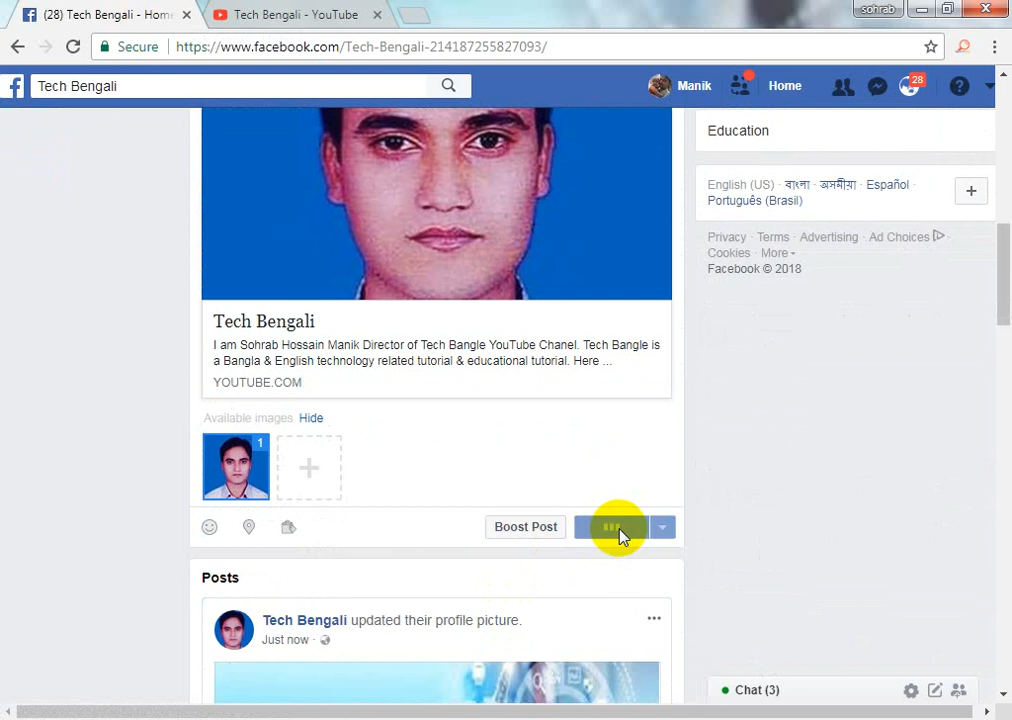 (28) Tech Bengali - Hom
Tech Bengali - YouTube
sohrab
Secure
https://www.facebook.com/Tech-Bengali-214187255827093/
Tech Bengali
Manik
Home
28
Education
English (US) · বাংলা · অসমীয়া · Español ·
Português (Brasil)
Privacy · Terms · Advertising · Ad Choices ·
Cookies · More
Facebook © 2018
Tech Bengali
I am Sohrab Hossain Manik Director of Tech Bangle YouTube Chanel. Tech Bangle is
a Bangla & English technology related tutorial & educational tutorial. Here ...
YOUTUBE.COM
Available images Hide
1
Boost Post
Posts
Tech Bengali updated their profile picture.
Just now ·
Chat (3)